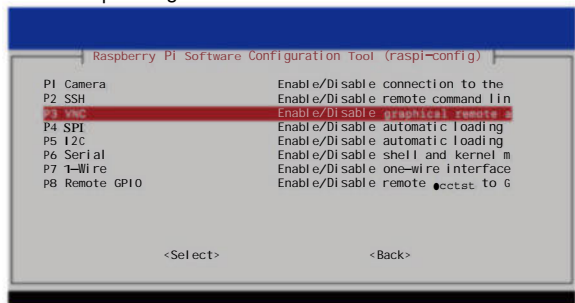 Raspberry Pi Software Configuration Tool (raspi-config)
P1 Camera Enable/Disable connection to the
P2 SSH Enable/Disable remote command lin
P3 VNC Enable/Disable graphical remote a
P4 SPI Enable/Disable automatic loading
P5 I2C Enable/Disable automatic loading
P6 Serial Enable/Disable shell and kernel m
P7 1-Wire Enable/Disable one-wire interface
P8 Remote GPIO Enable/Disable remote to G
<Select> <Back>